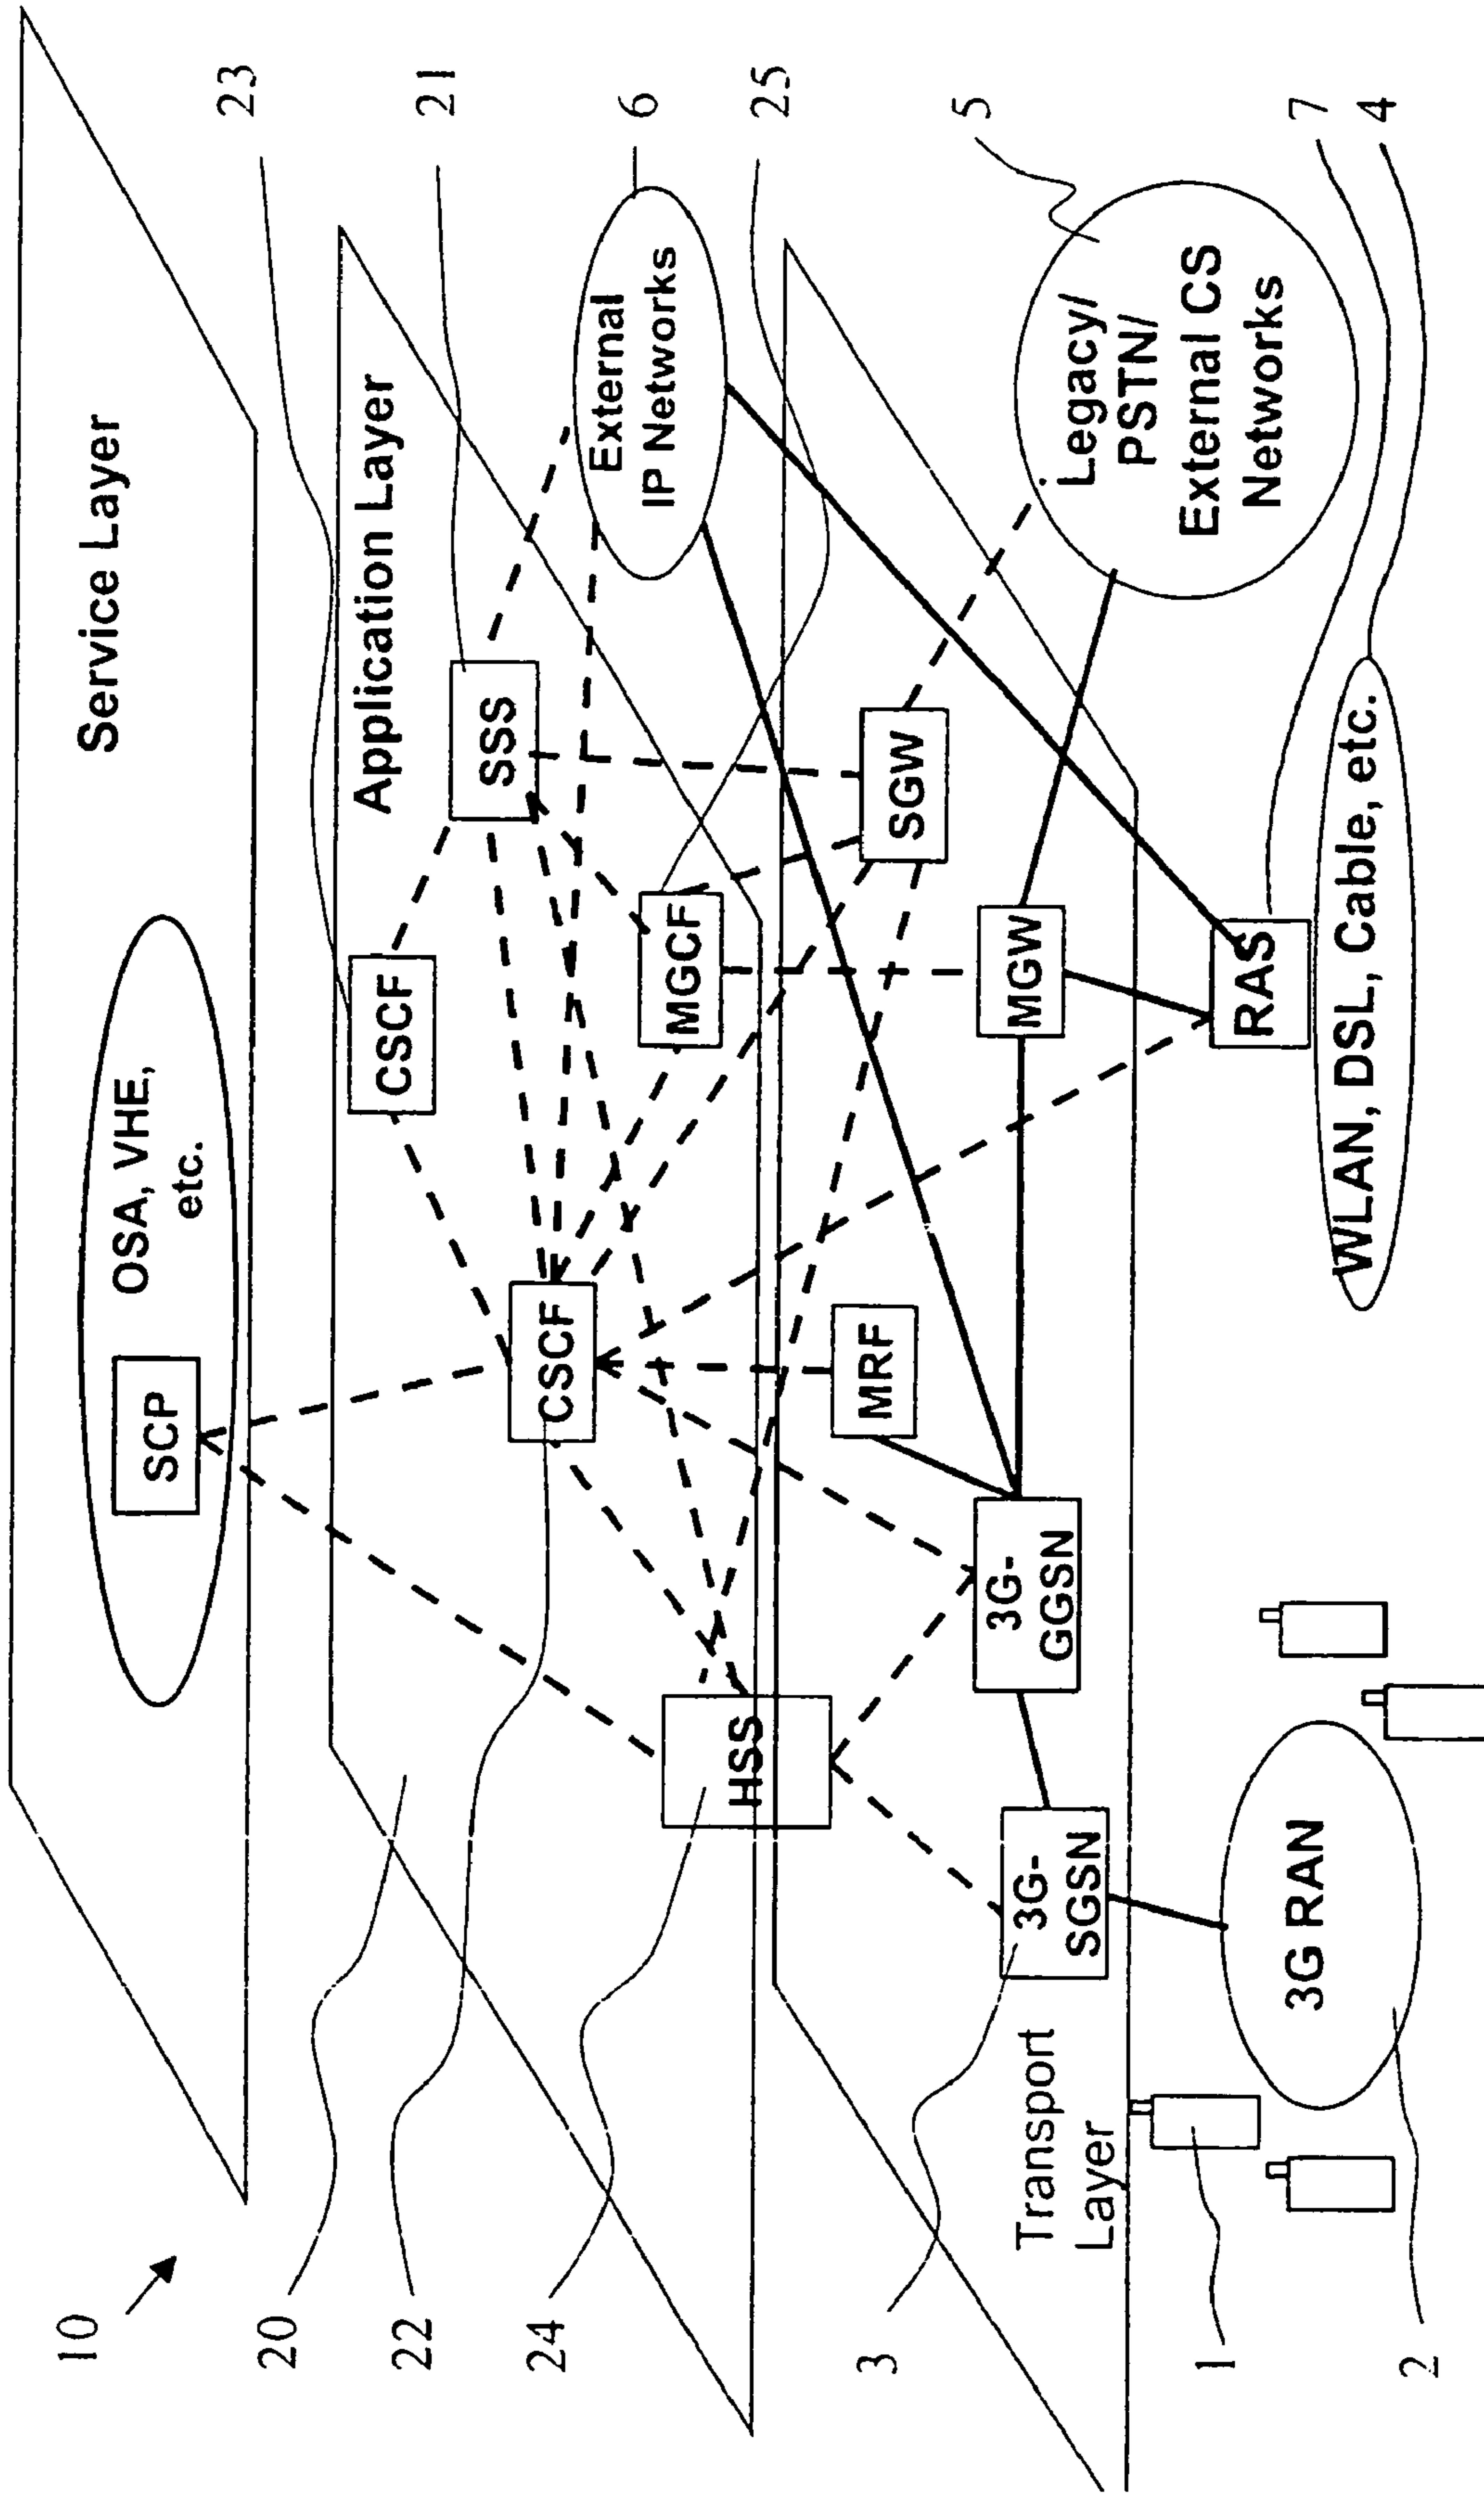 10
Service Layer
OSA, VHE,
etc.
SCP
23
20
Application Layer
21
CSCF
SSS
22
CSCF
External
IP Networks
6
24
MGCF
25
HSS
SGW
MRF
3
3G-
GGSN
MGW
5
Legacy/
PSTN/
External CS
Networks
3G-
SGSN
Transport
Layer
RAS
7
1
3G RAN
WLAN, DSL, Cable, etc.
4
2